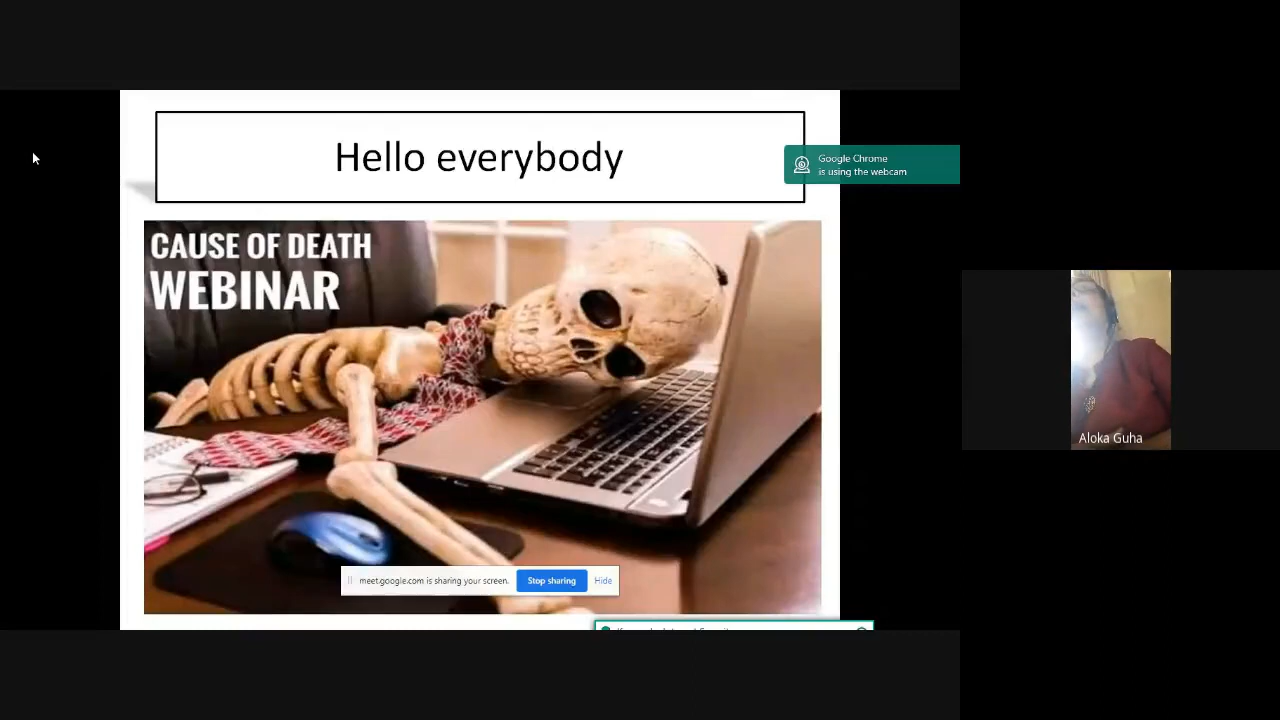 Hello everybody
Google Chrome
is using the webcam
CAUSE OF DEATH
WEBINAR
Aloka Guha
meet.google.com is sharing your screen.
Stop sharing
Hide